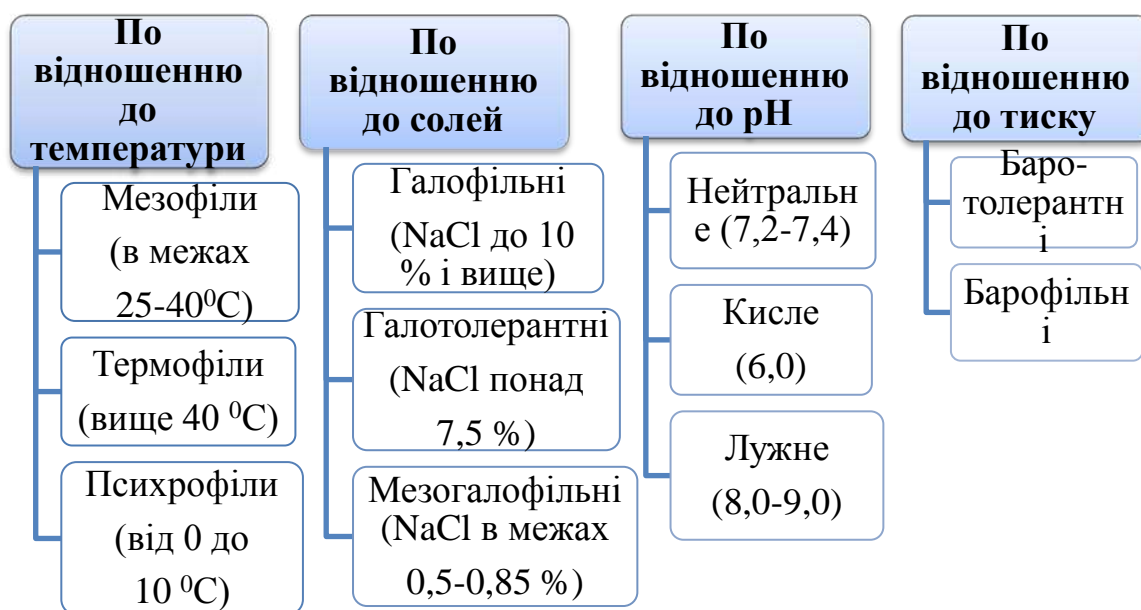 По
відношенню
до
температури
Мезофіли
(в межах
25-40⁰С)
Термофіли
(вище 40 ⁰С)
Психрофіли
(від 0 до
10 ⁰С)
По
відношенню
до солей
Галофільні
(NaCl до 10
% і вище)
Галотолерантні
(NaCl понад
7,5 %)
Мезогалофільні
(NaCl в межах
0,5-0,85 %)
По
відношенню
до рН
Нейтральн
е (7,2-7,4)
Кисле
(6,0)
Лужне
(8,0-9,0)
По
відношенню
до тиску
Баро-
толерантн
і
Барофільн
і